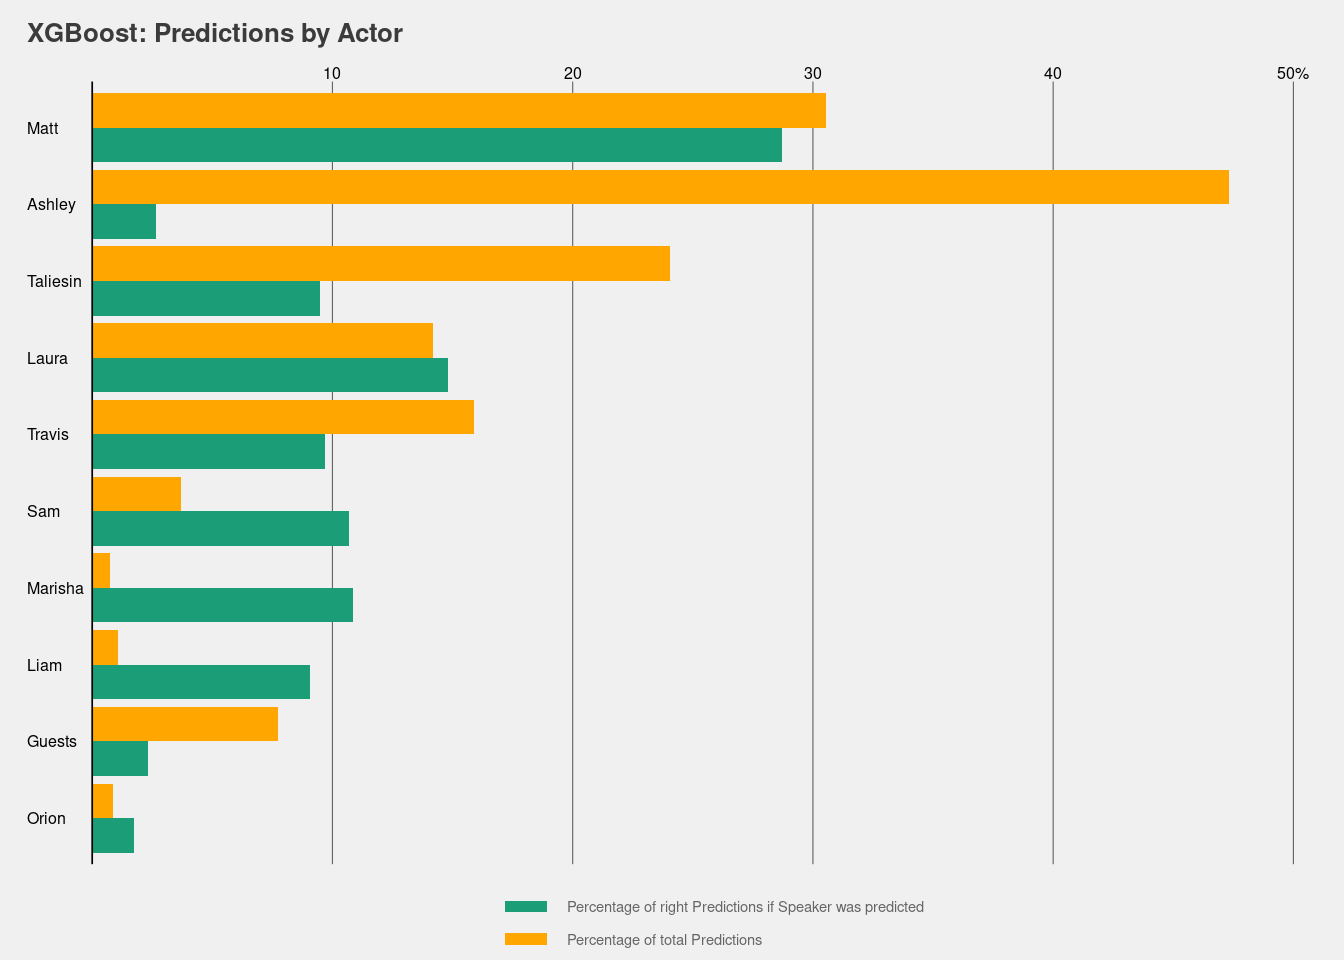 XGBoost: Predictions by Actor
10 20 30 40 50%
Matt
Ashley
Taliesin
Laura
Travis
Sam
Marisha
Liam
Guests
Orion
Percentage of right Predictions if Speaker was predicted
Percentage of total Predictions